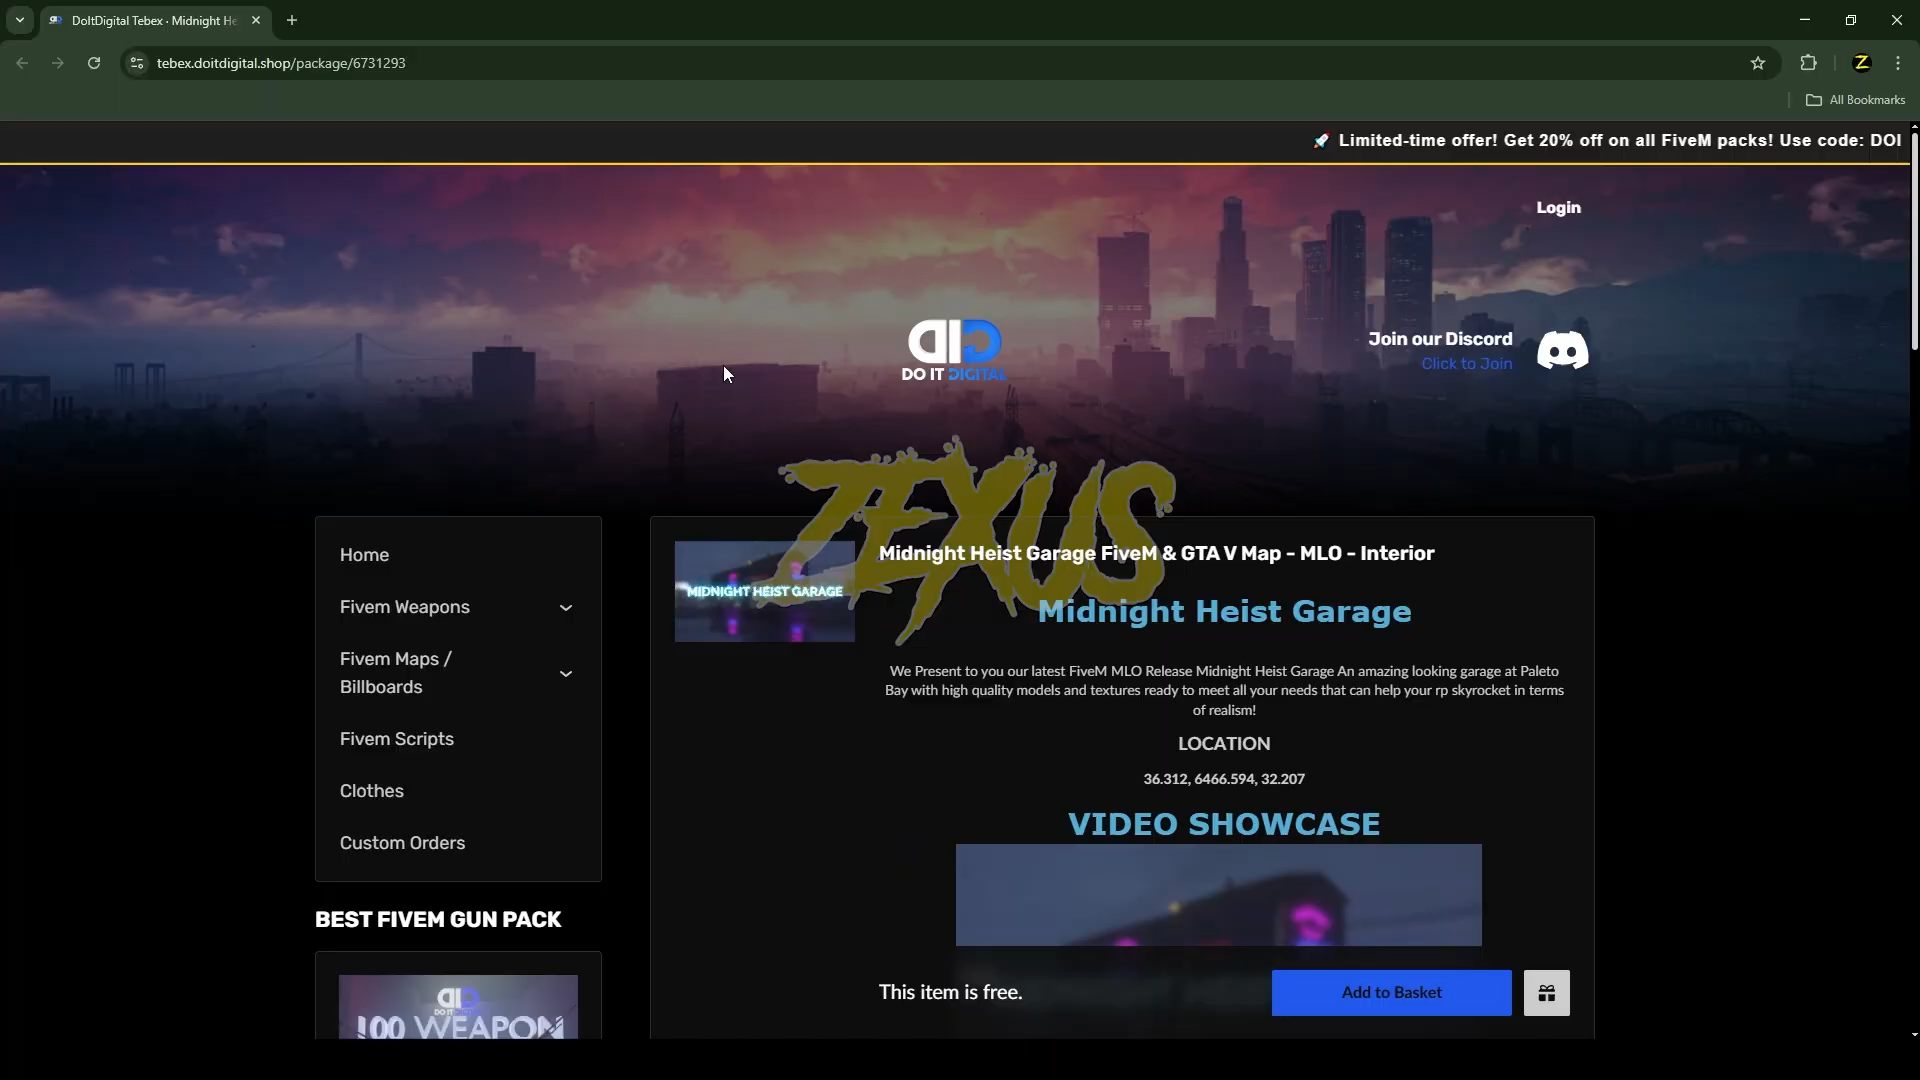 DoItDigital Tebex · Midnight He
tebex.doitdigital.shop/package/6731293
All Bookmarks
🚀 Limited-time offer! Get 20% off on all FiveM packs! Use code: DOI
Login
DO IT DIGITAL
Join our Discord
Click to Join
ZEXUS
Home
Fivem Weapons
Fivem Maps /
Billboards
Fivem Scripts
Clothes
Custom Orders
BEST FIVEM GUN PACK
DO IT DIGITAL
100 WEAPON
MIDNIGHT HEIST GARAGE
Midnight Heist Garage FiveM & GTA V Map - MLO - Interior
Midnight Heist Garage
We Present to you our latest FiveM MLO Release Midnight Heist Garage An amazing looking garage at Paleto
Bay with high quality models and textures ready to meet all your needs that can help your rp skyrocket in terms
of realism!
LOCATION
36.312, 6466.594, 32.207
VIDEO SHOWCASE
This item is free.
Add to Basket